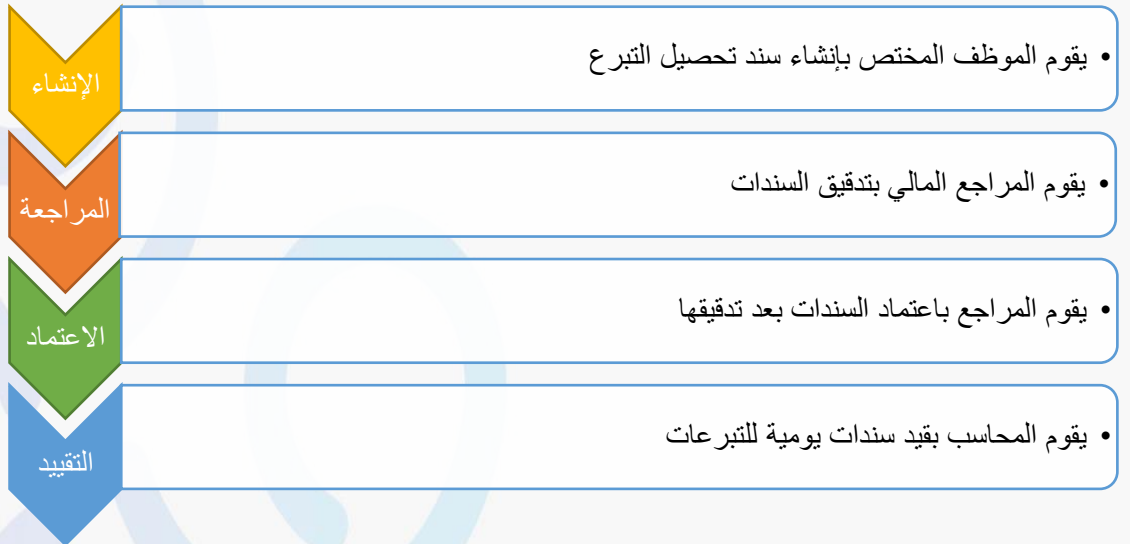 الإنشاء
يقوم الموظف المختص بإنشاء سند تحصيل التبرع
المراجعة
يقوم المراجع المالي بتدقيق السندات
الاعتماد
يقوم المراجع باعتماد السندات بعد تدقيقها
التقييد
يقوم المحاسب بقيد سندات يومية للتبرعات